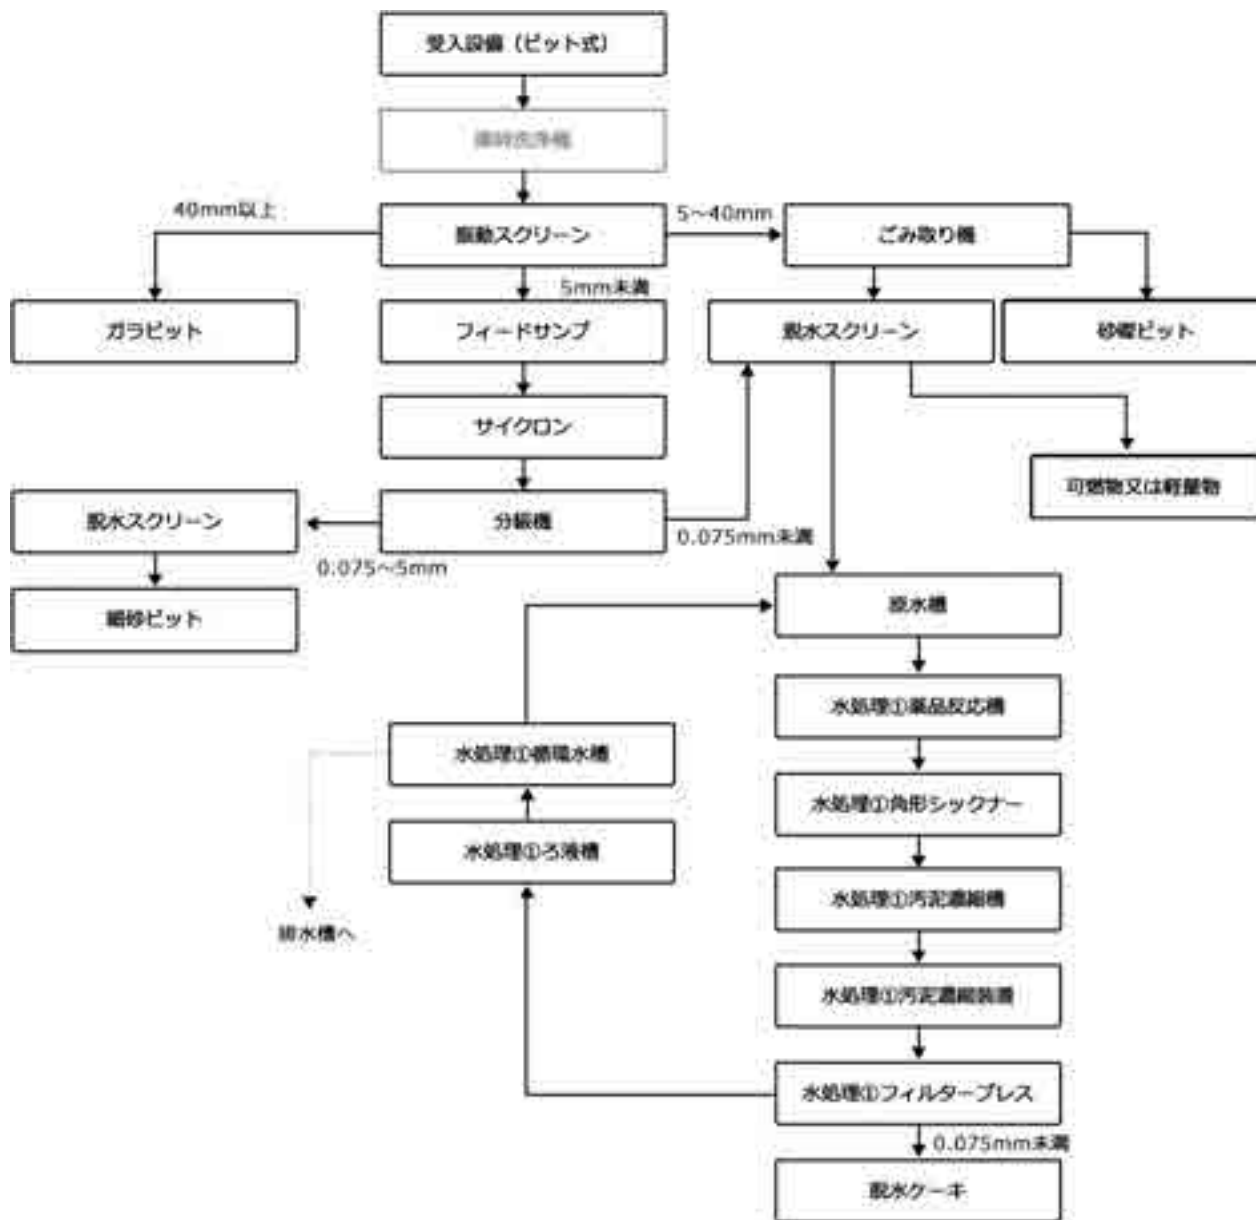 受入設備（ピット式）
40mm以上
振動スクリーン
5～40mm
ごみ取り機
5mm未満
ガラピット
フィードサンプ
脱水スクリーン
砂礫ピット
サイクロン
可燃物又は軽量物
脱水スクリーン
分級機
0.075mm未満
0.075～5mm
細砂ピット
原水槽
水処理①薬品反応槽
水処理①循環水槽
水処理①角形シックナー
水処理①ろ液槽
水処理①汚泥濃縮槽
排水槽へ
水処理①汚泥濃縮装置
水処理①フィルタープレス
0.075mm未満
脱水ケーキ